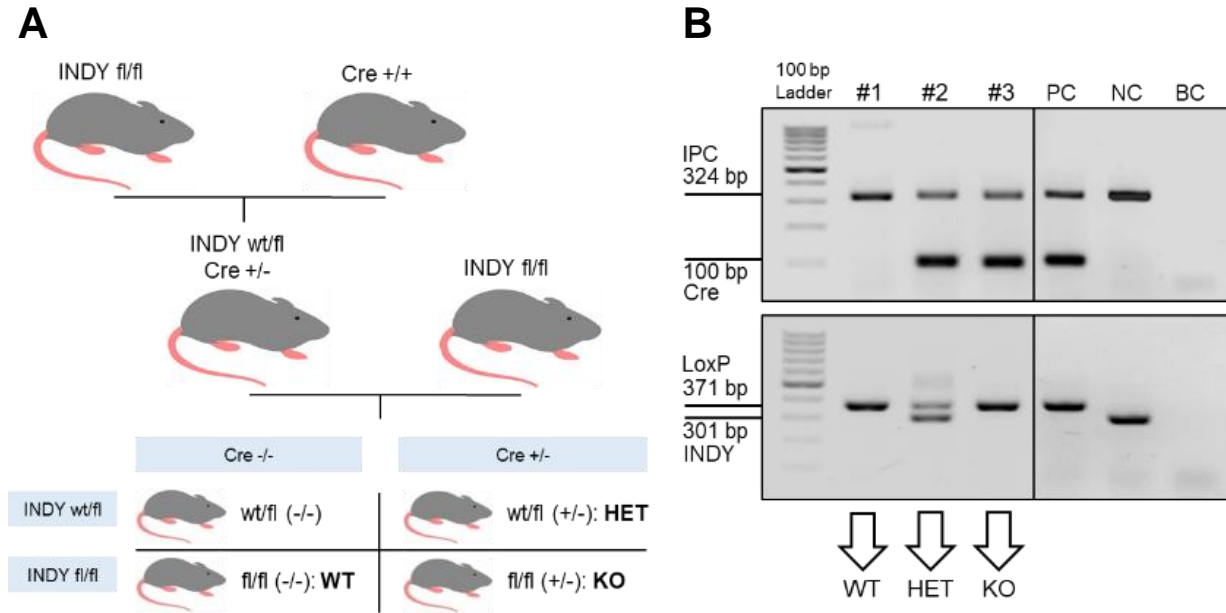 A
INDY fl/fl
Cre +/+
INDY wt/fl
Cre +/-
INDY fl/fl
Cre -/-
Cre +/-
INDY wt/fl
wt/fl (-/-)
wt/fl (+/-): HET
INDY fl/fl
fl/fl (-/-): WT
fl/fl (+/-): KO
B
100 bp
Ladder
#1
#2
#3
PC
NC
BC
IPC
324 bp
100 bp
Cre
LoxP
371 bp
301 bp
INDY
WT
HET
KO